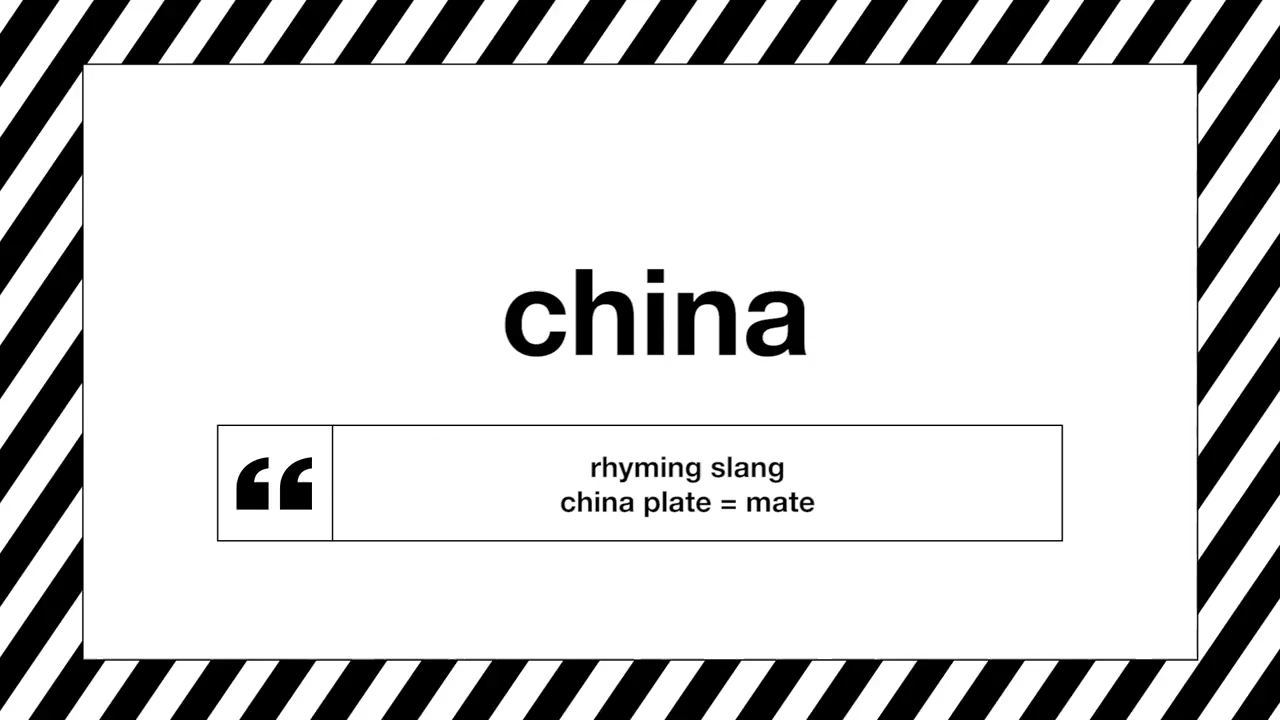 china
rhyming slang
china plate = mate